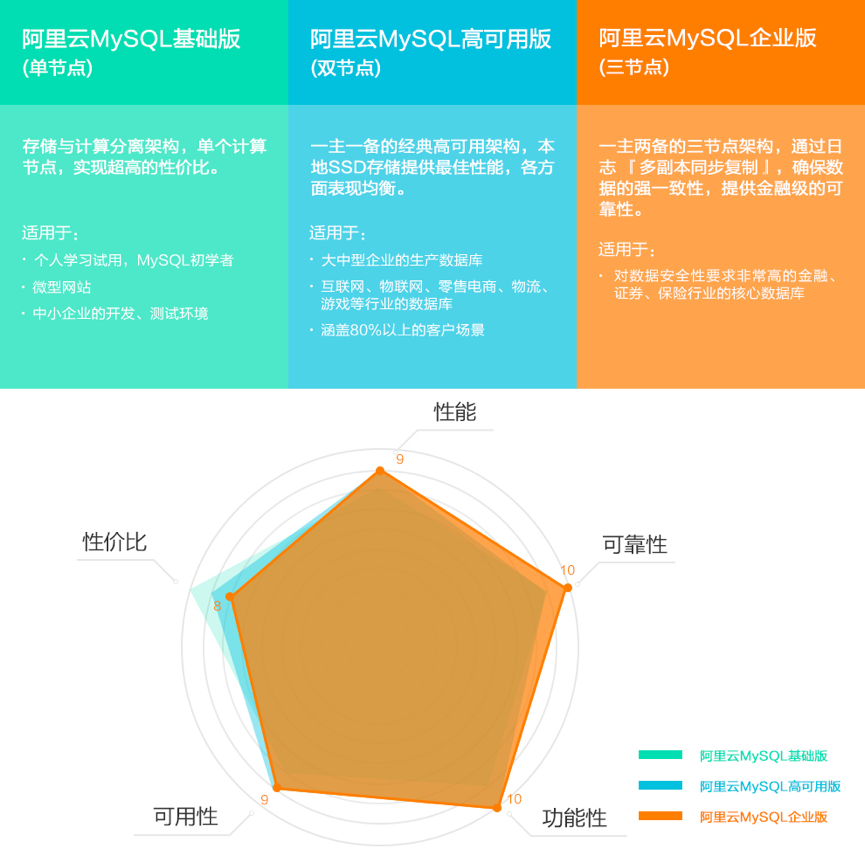 阿里云MySQL基础版
(单节点)
存储与计算分离架构，单个计算
节点，实现超高的性价比。
适用于：
· 个人学习试用，MySQL初学者
· 微型网站
· 中小企业的开发、测试环境
阿里云MySQL高可用版
(双节点)
一主一备的经典高可用架构，本
地SSD存储提供最佳性能，各方
面表现均衡。
适用于：
· 大中型企业的生产数据库
· 互联网、物联网、零售电商、物流、
游戏等行业的数据库
· 涵盖80%以上的客户场景
阿里云MySQL企业版
(三节点)
一主两备的三节点架构，通过日
志『多副本同步复制』，确保数
据的强一致性，提供金融级的可
靠性。
适用于：
· 对数据安全性要求非常高的金融、
证券、保险行业的核心数据库
性能
9
性价比
8
可靠性
10
可用性
9
功能性
10
阿里云MySQL基础版
阿里云MySQL高可用版
阿里云MySQL企业版